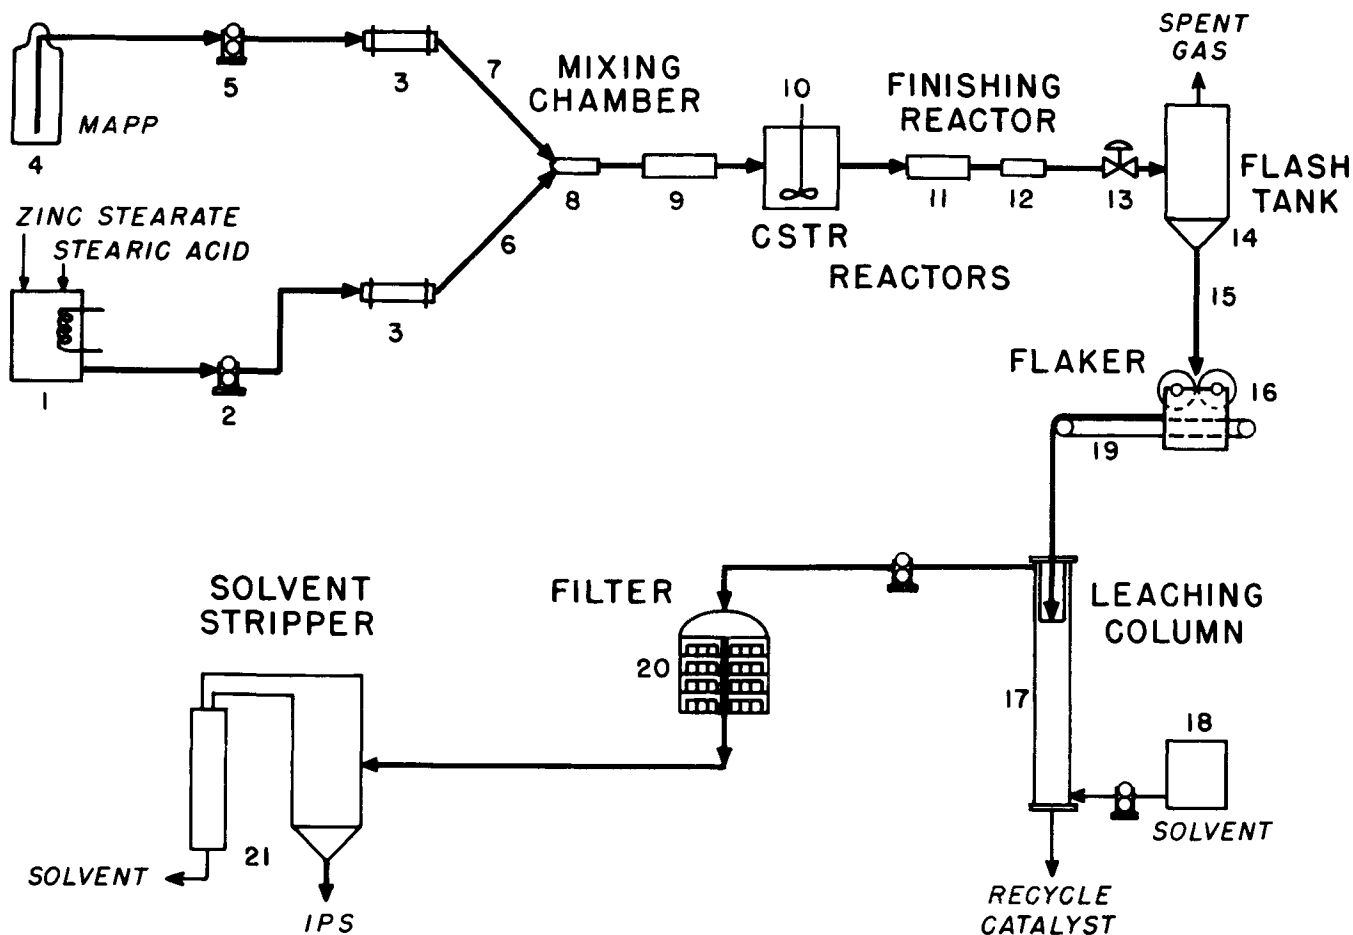 SPENT
GAS
5
3
7
MIXING
CHAMBER
10
FINISHING
REACTOR
MAPP
4
8
9
11
12
13
FLASH
TANK
ZINC STEARATE
STEARIC ACID
6
CSTR
14
REACTORS
15
3
1
2
FLAKER
16
19
SOLVENT
STRIPPER
FILTER
LEACHING
COLUMN
20
17
18
SOLVENT
21
SOLVENT
IPS
RECYCLE
CATALYST